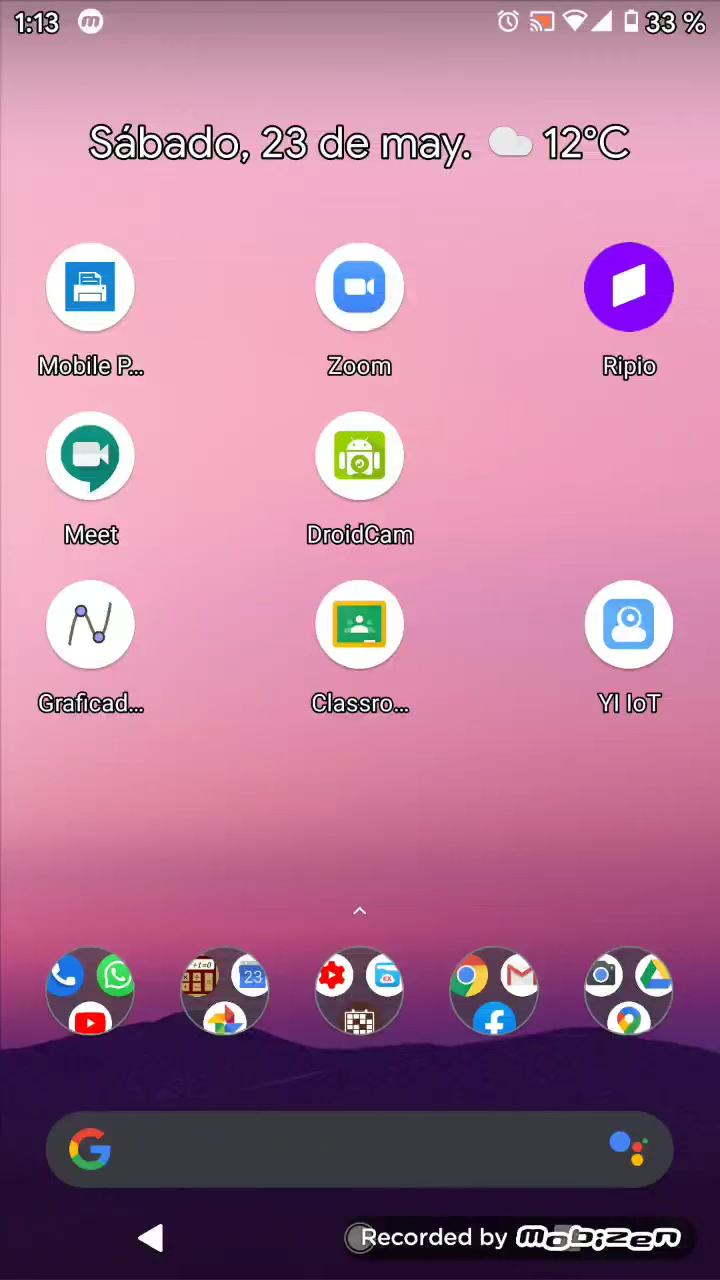 1:13 m 33 %
Sábado, 23 de may. 12°C
Mobile P... Zoom Ripio
Meet DroidCam
Graficad... Classro... YI IoT
23
Recorded by mobizen